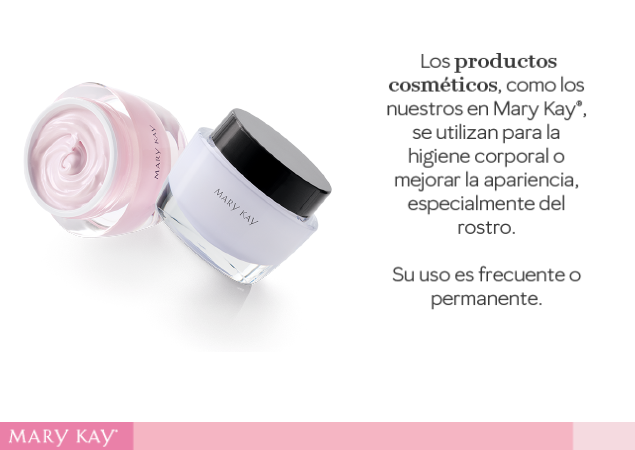 Los productos
cosméticos, como los
nuestros en Mary Kay®,
se utilizan para la
higiene corporal o
mejorar la apariencia,
especialmente del
rostro.
Su uso es frecuente o
permanente.
MARY KAY
MARY KAY
MARY KAY®